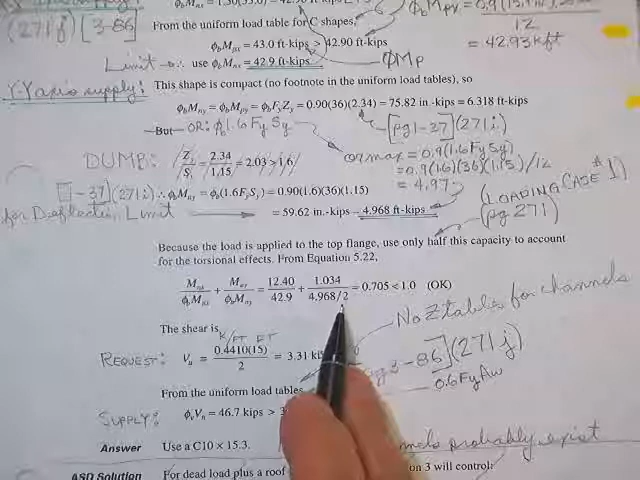 (271j) [3-86]
From the uniform load table for C shapes,
12
= 42.93 kft
ϕbMpx = 43.0 ft-kips > 42.90 kips
Limit ∴ use ϕbMnx = 42.9 ft-kips
ϕMp
Y-Y axis supply: This shape is compact (no footnote in the uniform load tables), so
ϕbMny = ϕbMpy = ϕbFyZy = 0.90(36)(2.34) = 75.82 in.-kips = 6.318 ft-kips
—But— OR: ϕb1.6FySy
[pg 1-27] (271j)
DUMB: Zy/Sy = 2.34/1.15 = 2.03 > 1.6
or max = 0.9(1.6FySy)
= 0.9(1.6)(36)(1.15)/12
= 4.97
-37] (271j) ∴ ϕbMny = ϕb(1.6FySy) = 0.90(1.6)(36)(1.15)
(LOADING CASE #1)
(pg 271)
for Deflection Limit = 59.62 in.-kips = 4.968 ft-kips
Because the load is applied to the top flange, use only half this capacity to account
for the torsional effects. From Equation 5.22,
Mux/ϕbMnx + Muy/ϕbMny = 12.40/42.9 + 1.034/4.968/2 = 0.705 < 1.0 (OK)
No Z tables for channels
The shear is
K/FT FT
REQUEST: Vu = 0.4410(15)/2 = 3.31 ki
3-86] (271j)
0.6FyAw
From the uniform load tables
SUPPLY: ϕvVn = 46.7 kips > 3
Answer Use a C10 × 15.3.
probably exist
ASD Solution For dead load plus a roof
on 3 will control: